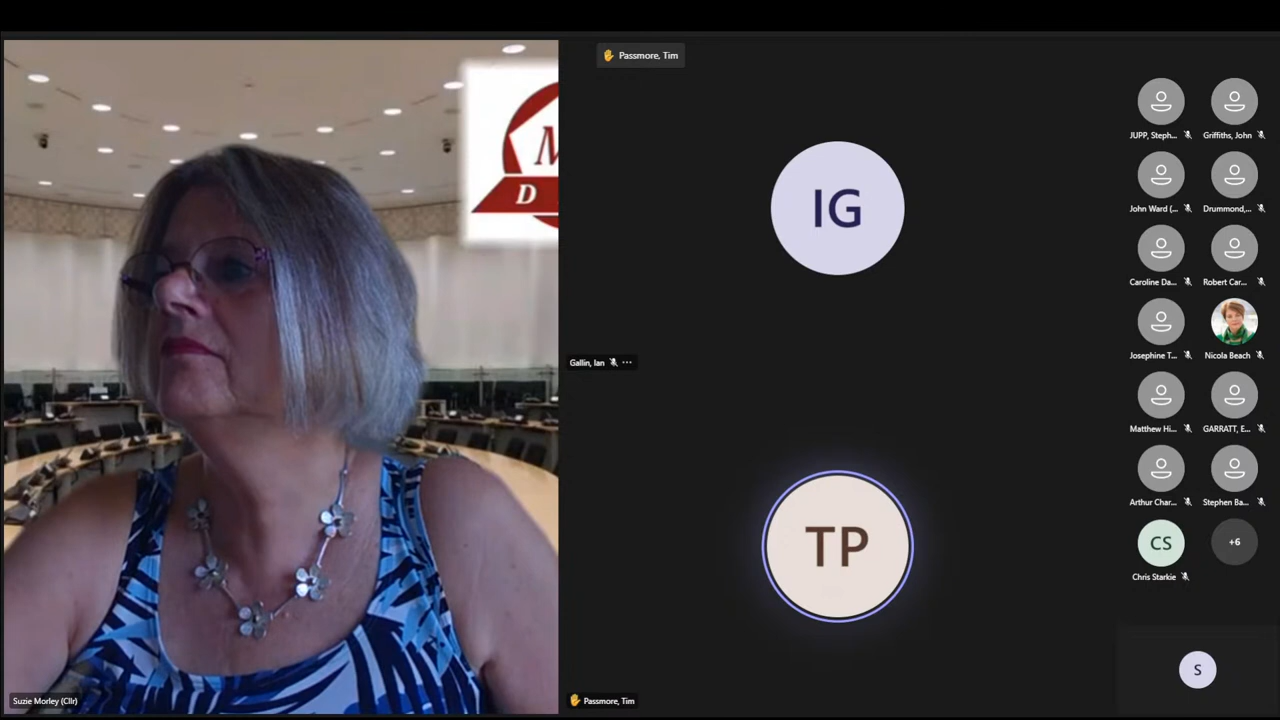 Passmore, Tim
M
D
IG
Gallin, Ian
TP
Passmore, Tim
Suzie Morley (Cllr)
JUPP, Steph...
Griffiths, John
John Ward (...
Drummond,...
Caroline Da...
Robert Car...
Josephine T...
Nicola Beach
Matthew Hi...
GARRATT, E...
Arthur Char...
Stephen Ba...
CS
+6
Chris Starkie
S